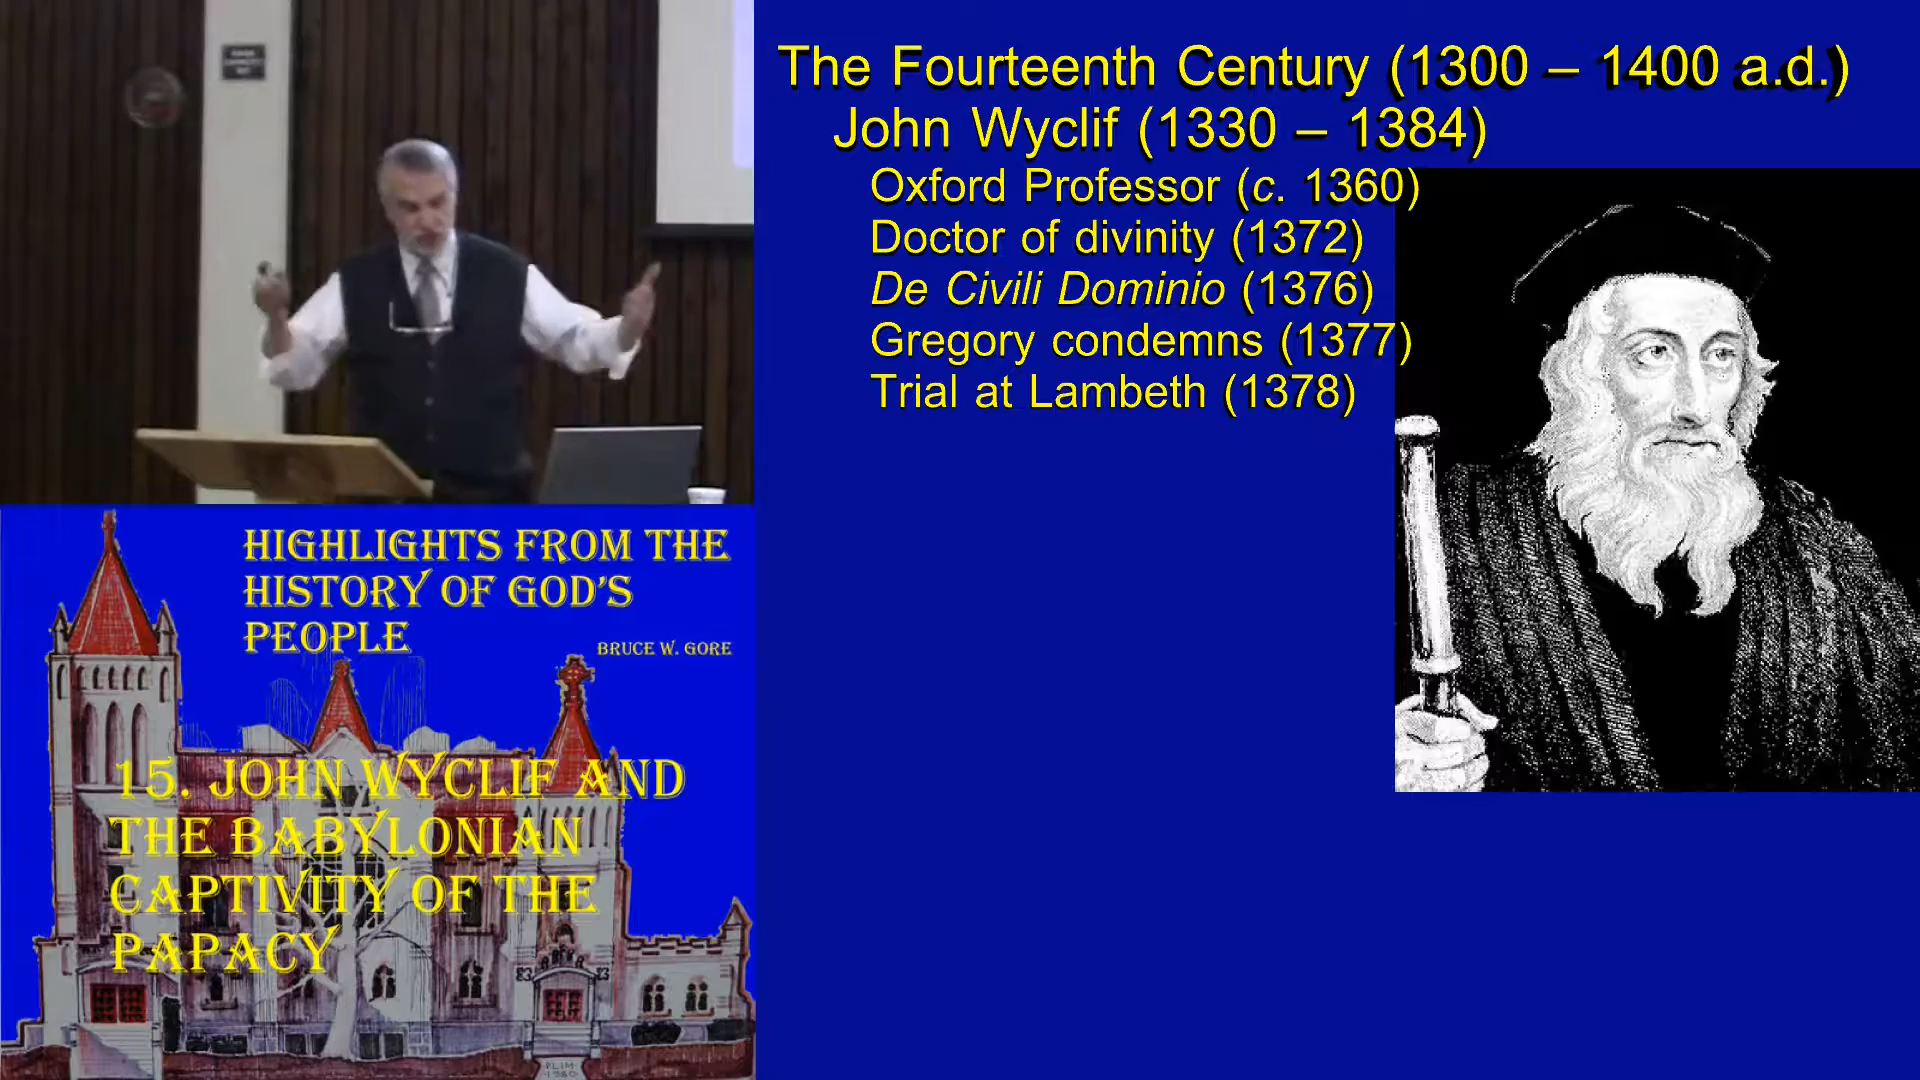 The Fourteenth Century (1300 – 1400 a.d.)
John Wyclif (1330 – 1384)
Oxford Professor (c. 1360)
Doctor of divinity (1372)
De Civili Dominio (1376)
Gregory condemns (1377)
Trial at Lambeth (1378)
HIGHLIGHTS FROM THE
HISTORY OF GOD'S
PEOPLE
BRUCE W. GORE
15. JOHN WYCLIF AND
THE BABYLONIAN
CAPTIVITY OF THE
PAPACY